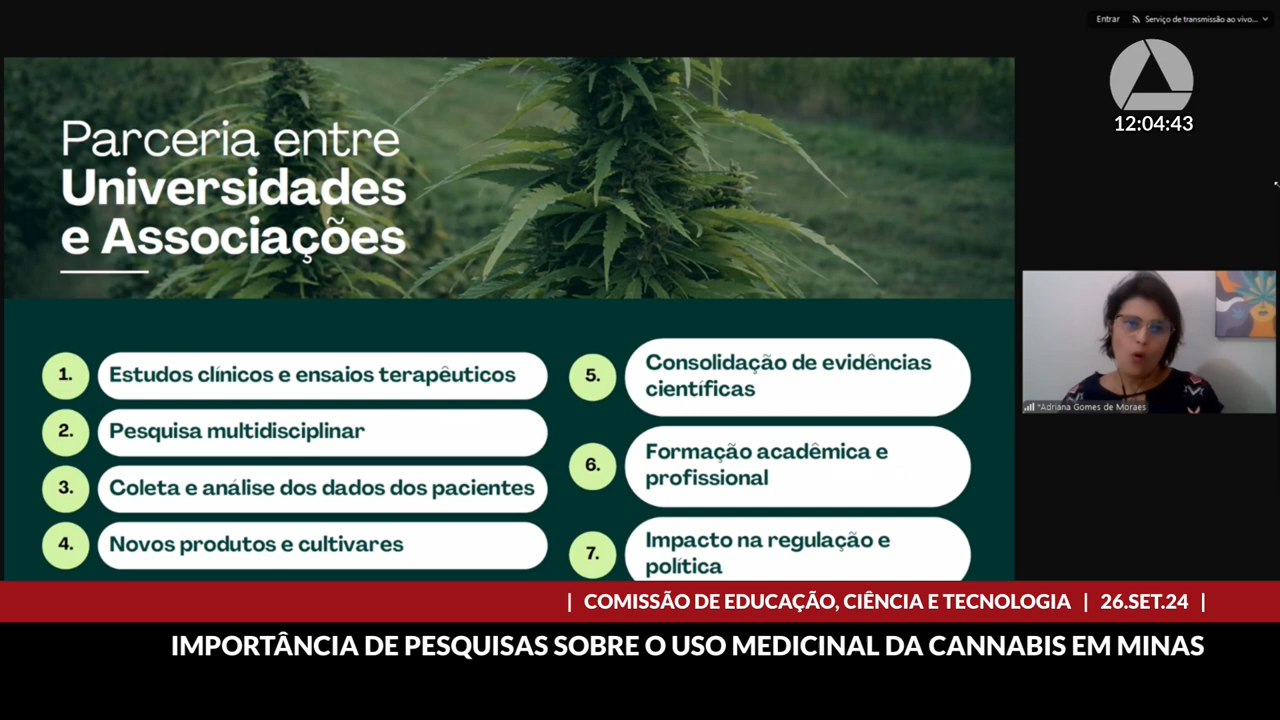 Entrar
Serviço de transmissão ao vivo...
12:04:43
Parceria entre
Universidades
e Associações
1. Estudos clínicos e ensaios terapêuticos
2. Pesquisa multidisciplinar
3. Coleta e análise dos dados dos pacientes
4. Novos produtos e cultivares
5. Consolidação de evidências
científicas
6. Formação acadêmica e
profissional
7. Impacto na regulação e
política
*Adriana Gomes de Moraes
| COMISSÃO DE EDUCAÇÃO, CIÊNCIA E TECNOLOGIA | 26.SET.24 |
IMPORTÂNCIA DE PESQUISAS SOBRE O USO MEDICINAL DA CANNABIS EM MINAS